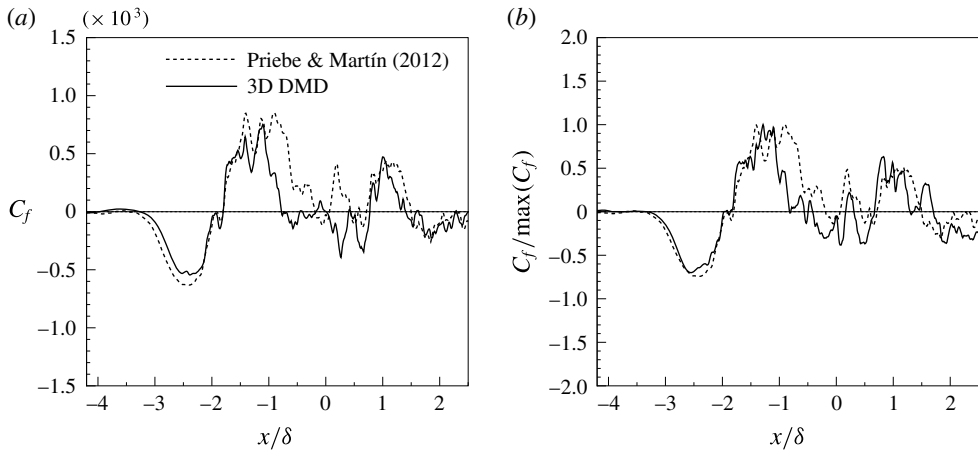 (a)
(× 10³)
1.5
1.0
0.5
0
−0.5
−1.0
−1.5
C_f
Priebe & Martín (2012)
3D DMD
−4 −3 −2 −1 0 1 2
x/δ
(b)
2.0
1.5
1.0
0.5
0
−0.5
−1.0
−1.5
−2.0
C_f/max(C_f)
−4 −3 −2 −1 0 1 2
x/δ